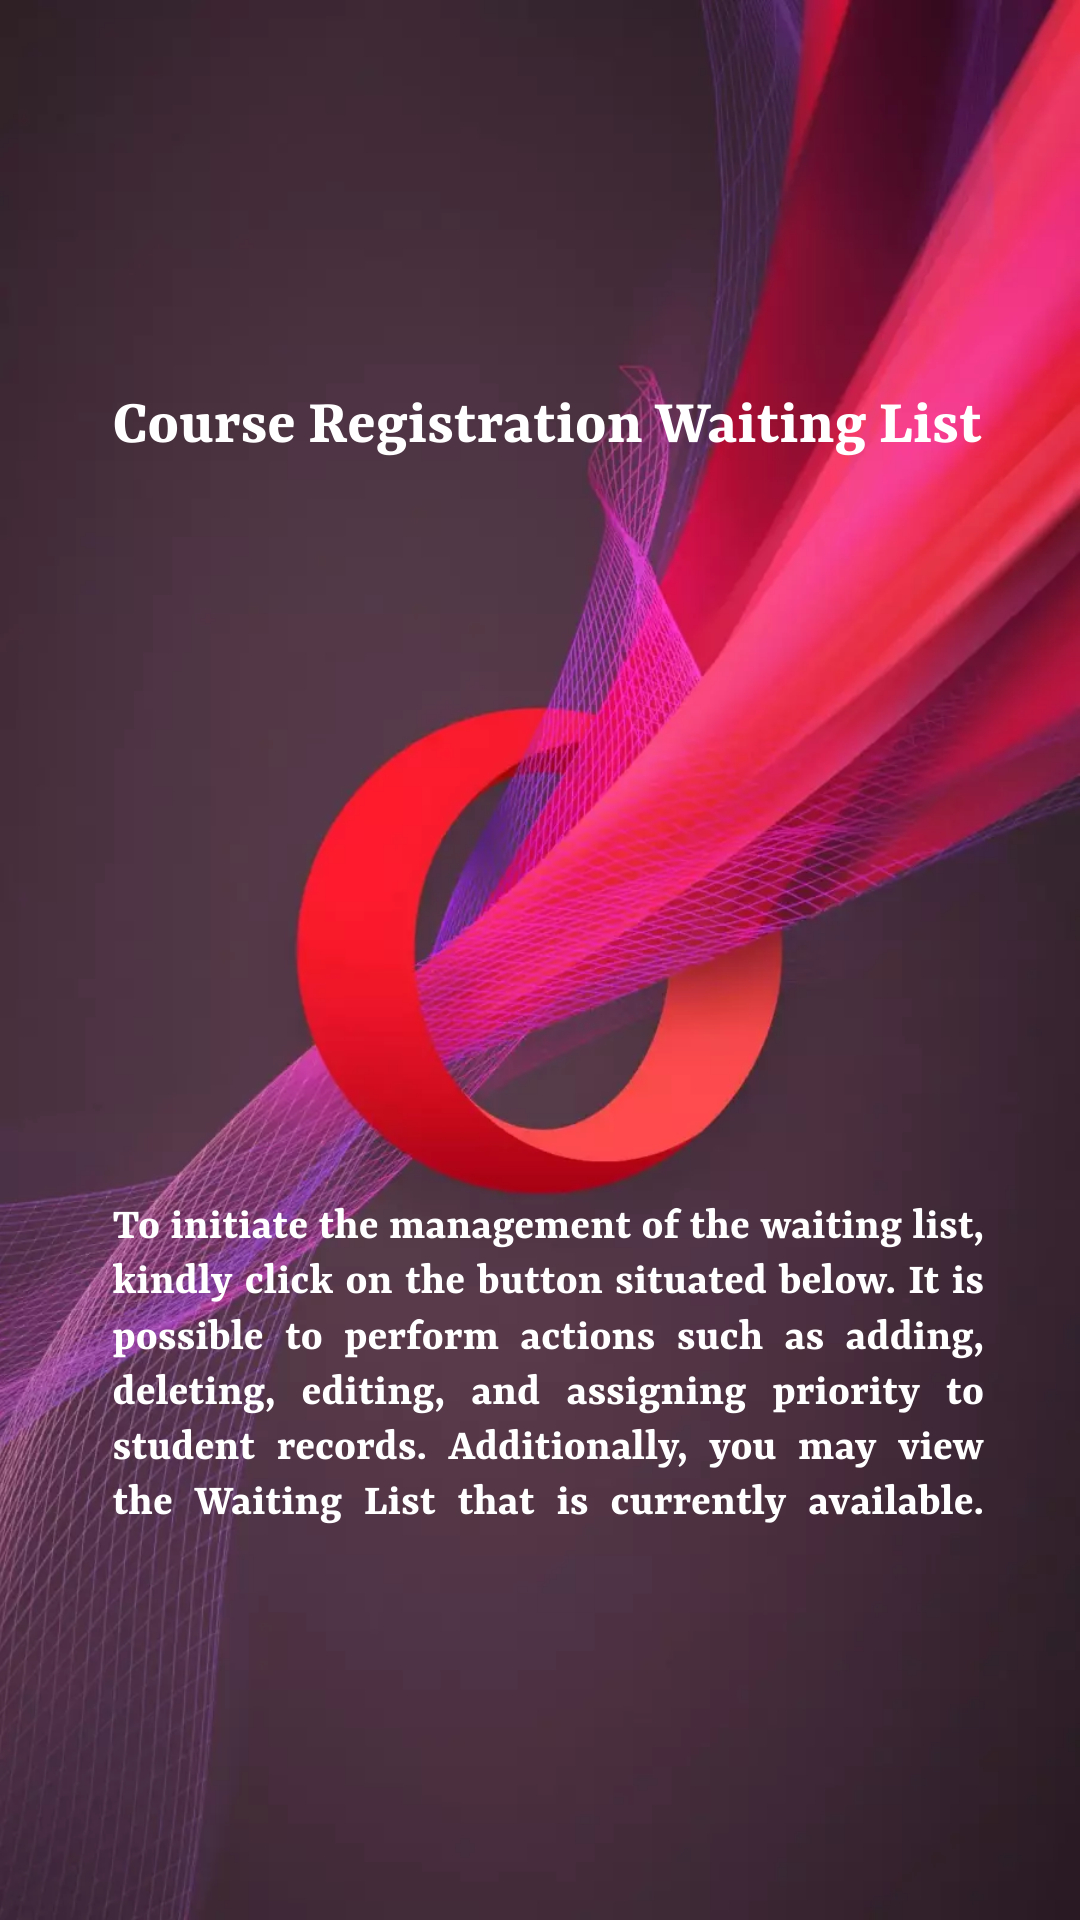 Course Registration Waiting List
To initiate the management of the waiting list,
kindly click on the button situated below. It is
possible to perform actions such as adding,
deleting, editing, and assigning priority to
student records. Additionally, you may view
the Waiting List that is currently available.